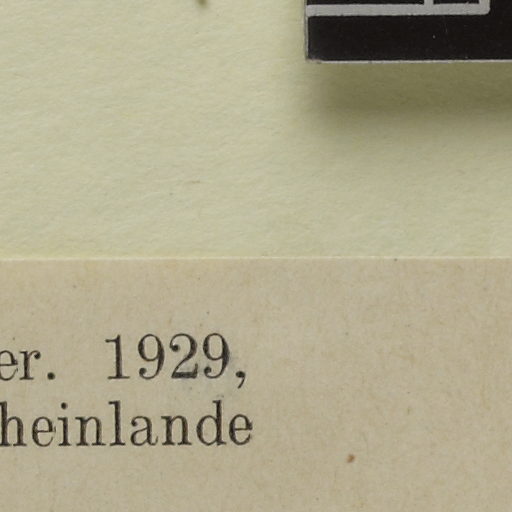 er. 1929,
heinlande